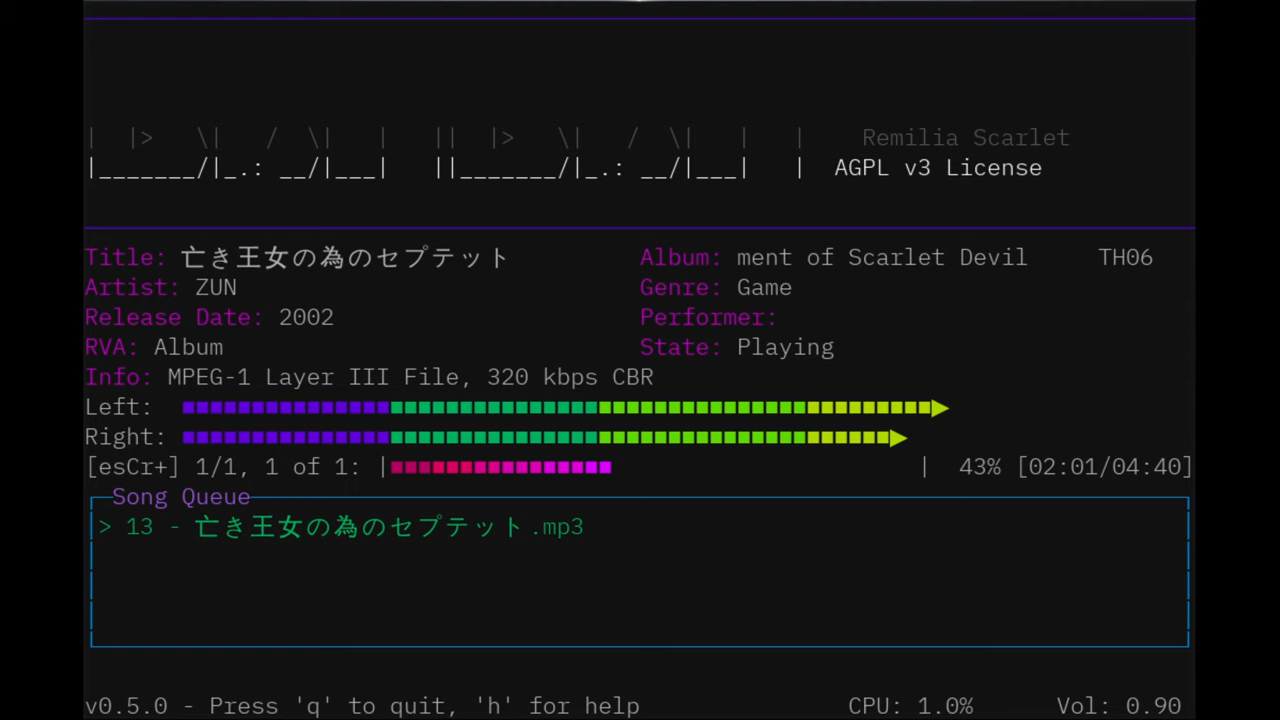 |  |>   \|   /  \|   |   ||  |>   \|   /  \|   |   |    Remilia Scarlet
|_______/|_.: __/|___|   ||_______/|_.: __/|___|   |  AGPL v3 License
Title: 亡き王女の為のセプテット Album: ment of Scarlet Devil     TH06
Artist: ZUN Genre: Game
Release Date: 2002 Performer:
RVA: Album State: Playing
Info: MPEG-1 Layer III File, 320 kbps CBR
Left:
Right:
[esCr+] 1/1, 1 of 1: | | 43% [02:01/04:40]
Song Queue
> 13 - 亡き王女の為のセプテット.mp3
v0.5.0 - Press 'q' to quit, 'h' for help CPU: 1.0% Vol: 0.90